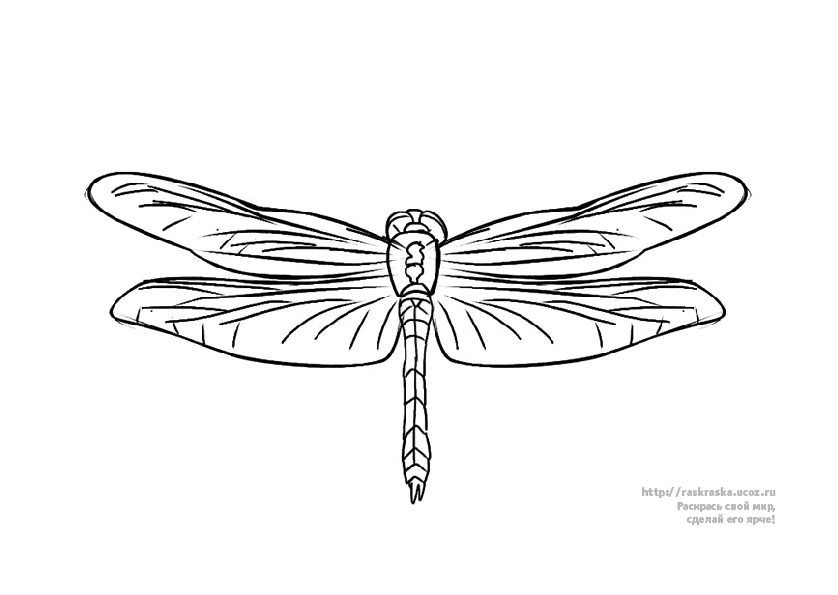 http://raskraska.ucoz.ru
Раскрась свой мир,
сделай его ярче!